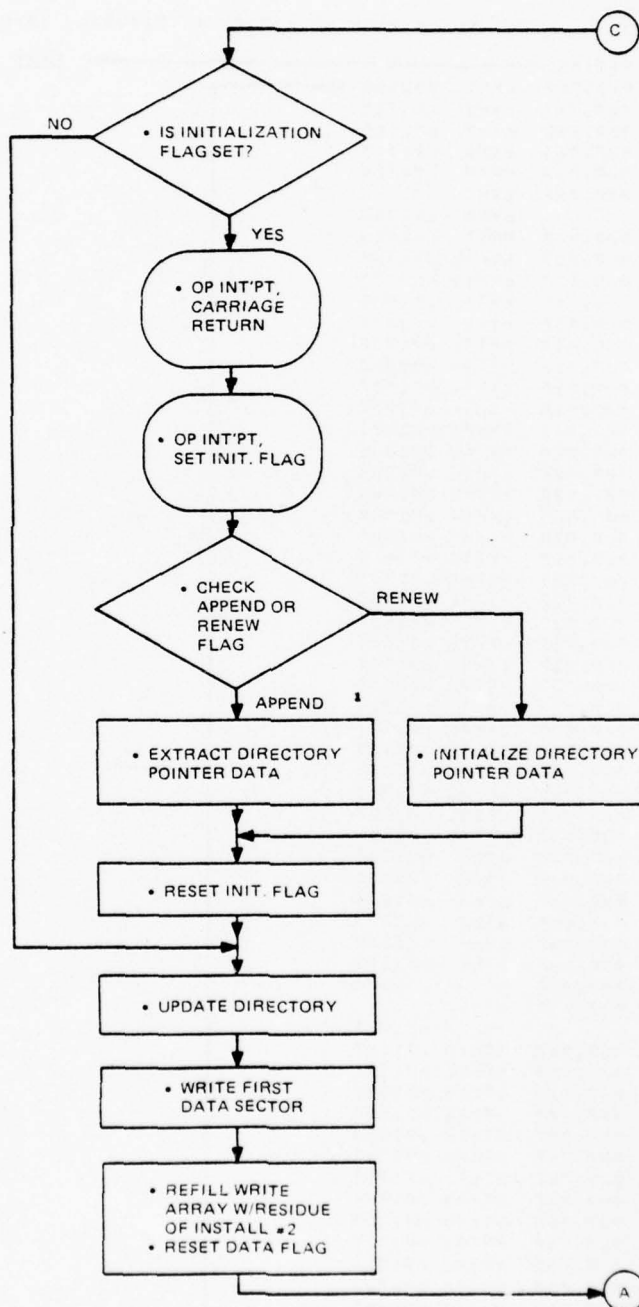 C
NO
• IS INITIALIZATION
FLAG SET?
YES
• OP INT'PT,
CARRIAGE
RETURN
• OP INT'PT,
SET INIT. FLAG
• CHECK
APPEND OR
RENEW
FLAG
RENEW
APPEND 1
• EXTRACT DIRECTORY
POINTER DATA
• INITIALIZE DIRECTORY
POINTER DATA
• RESET INIT. FLAG
• UPDATE DIRECTORY
• WRITE FIRST
DATA SECTOR
• REFILL WRITE
ARRAY W/RESIDUE
OF INSTALL #2
• RESET DATA FLAG
A